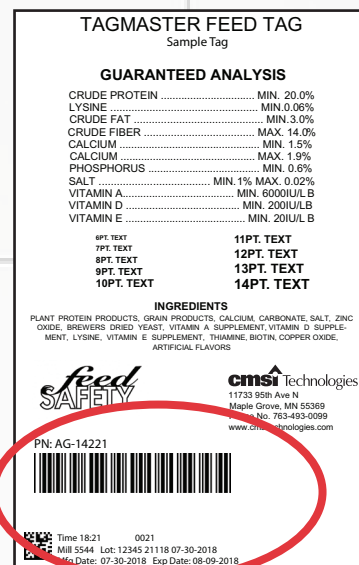 TAGMASTER FEED TAG
Sample Tag
GUARANTEED ANALYSIS
CRUDE PROTEIN ................................ MIN. 20.0%
LYSINE .................................................. MIN.0.06%
CRUDE FAT ............................................. MIN.3.0%
CRUDE FIBER ...................................... MAX. 14.0%
CALCIUM ................................................ MIN. 1.5%
CALCIUM ............................................... MAX. 1.9%
PHOSPHORUS ....................................... MIN. 0.6%
SALT ...................................... MIN.1% MAX. 0.02%
VITAMIN A...................................... MIN. 6000IU/LB
VITAMIN D ...................................... MIN. 200IU/LB
VITAMIN E ......................................... MIN. 20IU/L B
6PT. TEXT
7PT. TEXT
8PT. TEXT
9PT. TEXT
10PT. TEXT
11PT. TEXT
12PT. TEXT
13PT. TEXT
14PT. TEXT
INGREDIENTS
PLANT PROTEIN PRODUCTS, GRAIN PRODUCTS, CALCIUM, CARBONATE, SALT, ZINC
OXIDE, BREWERS DRIED YEAST, VITAMIN A SUPPLEMENT, VITAMIN D SUPPLE-
MENT, LYSINE, VITAMIN E SUPPLEMENT, THIAMINE, BIOTIN, COPPER OXIDE,
ARTIFICIAL FLAVORS
feed
SAFETY
cmsi Technologies
11733 95th Ave N
Maple Grove, MN 55369
No. 763-493-0099
PN: AG-14221
Time 18:21 0021
Mill 5544 Lot: 12345 21118 07-30-2018
Mfg Date: 07-30-2018 Exp Date: 08-09-2018